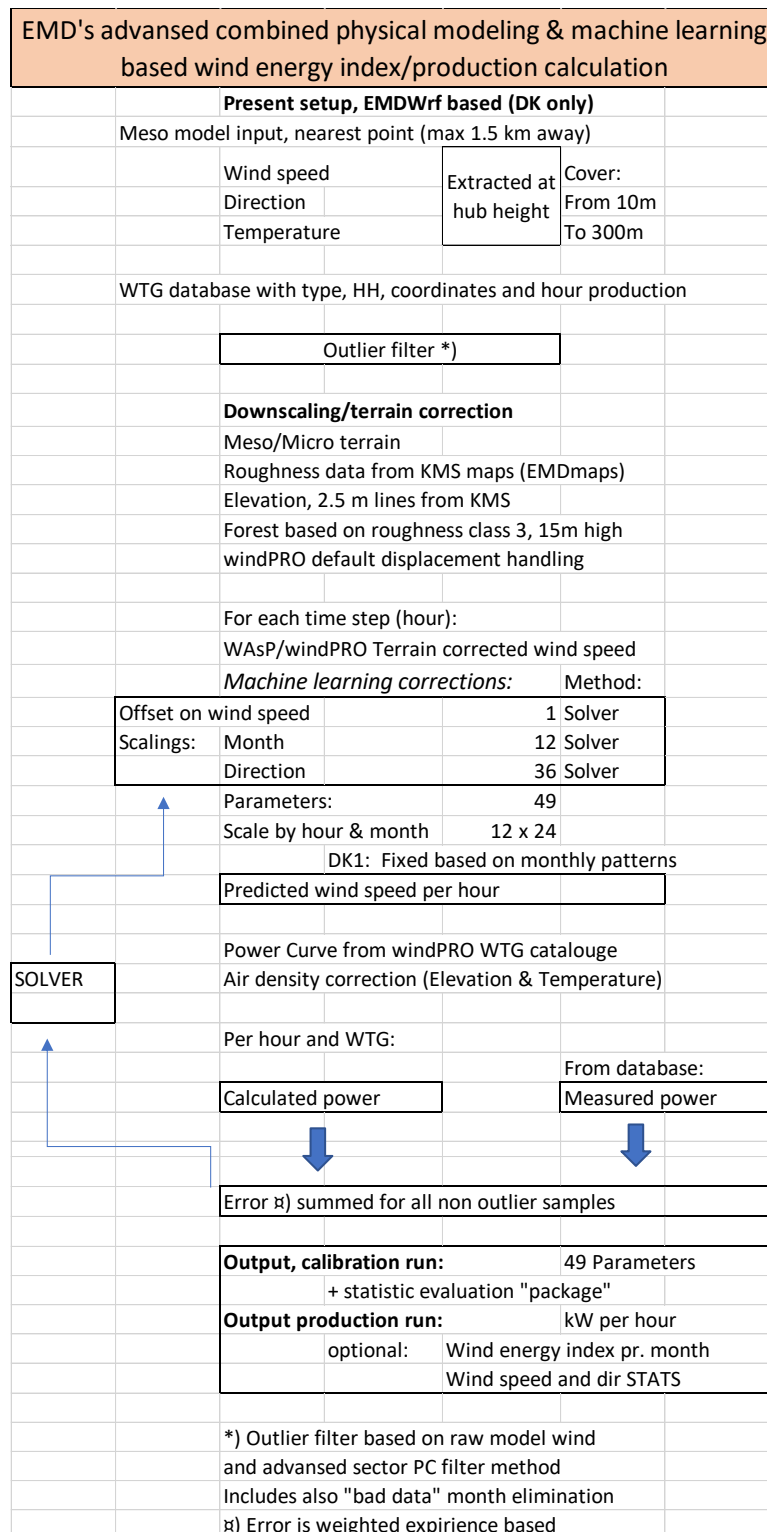 EMD's advansed combined physical modeling & machine learning
based wind energy index/production calculation
Present setup, EMDWrf based (DK only)
Meso model input, nearest point (max 1.5 km away)
Wind speed Extracted at Cover:
Direction hub height From 10m
Temperature To 300m
WTG database with type, HH, coordinates and hour production
Outlier filter *)
Downscaling/terrain correction
Meso/Micro terrain
Roughness data from KMS maps (EMDmaps)
Elevation, 2.5 m lines from KMS
Forest based on roughness class 3, 15m high
windPRO default displacement handling
For each time step (hour):
WAsP/windPRO Terrain corrected wind speed
Machine learning corrections: Method:
Offset on wind speed 1 Solver
Scalings: Month 12 Solver
Direction 36 Solver
Parameters: 49
Scale by hour & month 12 x 24
DK1: Fixed based on monthly patterns
Predicted wind speed per hour
Power Curve from windPRO WTG catalouge
SOLVER Air density correction (Elevation & Temperature)
Per hour and WTG:
From database:
Calculated power Measured power
Error ¤) summed for all non outlier samples
Output, calibration run: 49 Parameters
+ statistic evaluation "package"
Output production run: kW per hour
optional: Wind energy index pr. month
Wind speed and dir STATS
*) Outlier filter based on raw model wind
and advansed sector PC filter method
Includes also "bad data" month elimination
¤) Error is weighted expirience based